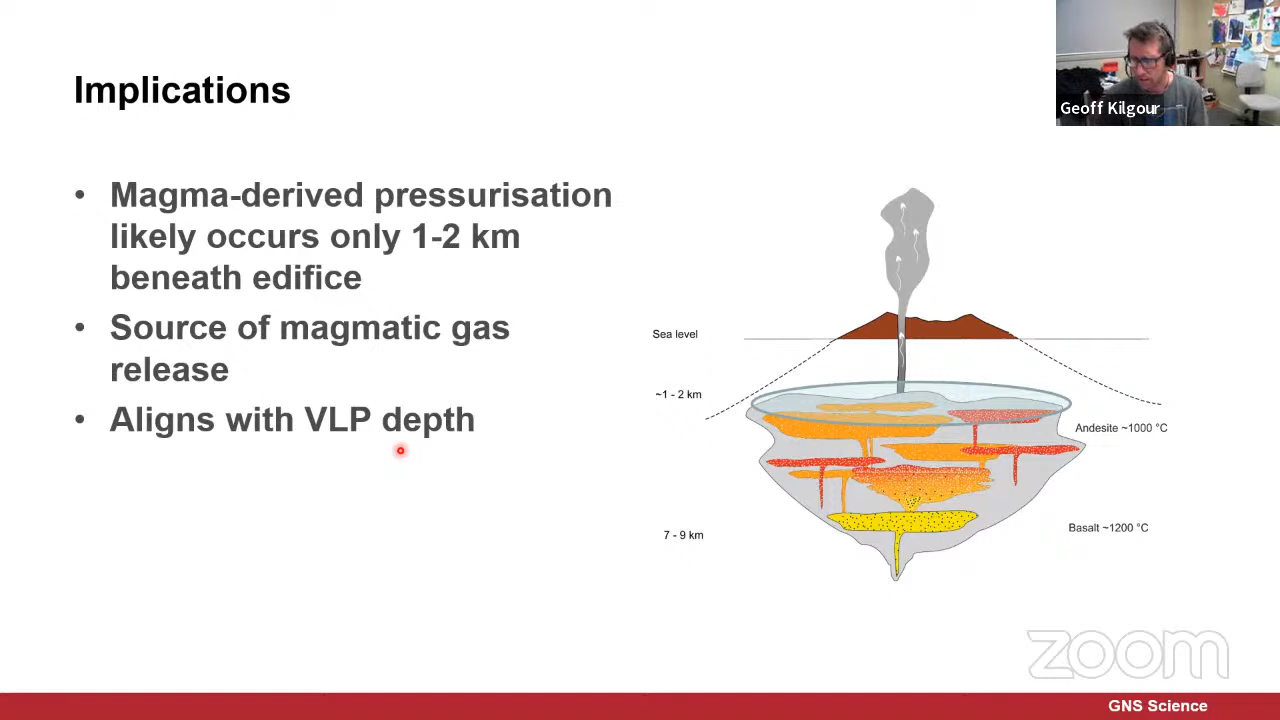 Implications
Geoff Kilgour
• Magma-derived pressurisation
likely occurs only 1-2 km
beneath edifice
• Source of magmatic gas
release
• Aligns with VLP depth
Sea level
~1 - 2 km
Andesite ~1000 °C
Basalt ~1200 °C
7 - 9 km
zoom
GNS Science